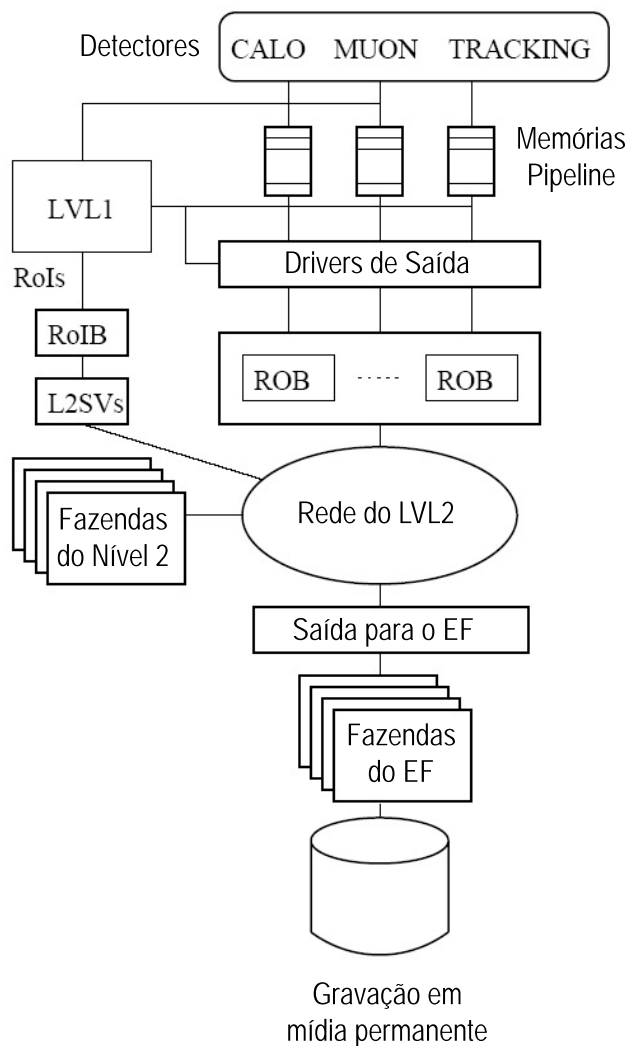 Detectores
CALO MUON TRACKING
Memórias
Pipeline
LVL1
Drivers de Saída
RoIs
RoIB
ROB ..... ROB
L2SVs
Fazendas
do Nível 2
Rede do LVL2
Saída para o EF
Fazendas
do EF
Gravação em
mídia permanente